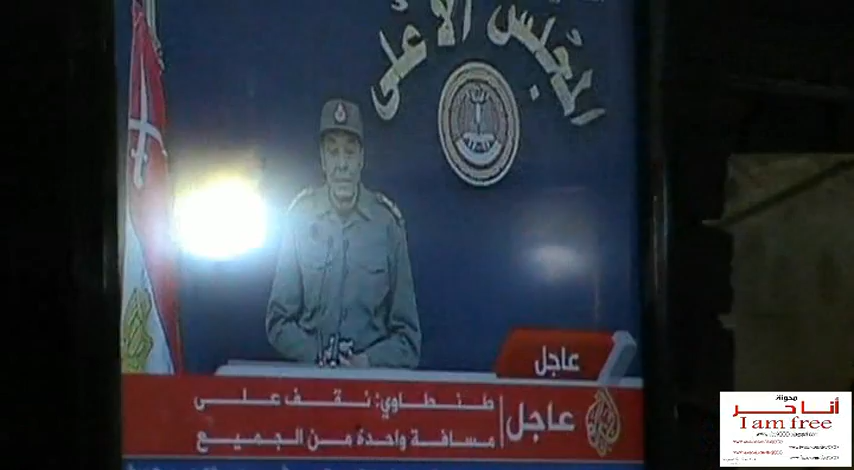 المجلس الأعلى
عاجل
عاجل
طنطاوي: نقف على
مسافة واحدة من الجميع
مدونة
أنا حر
I am free